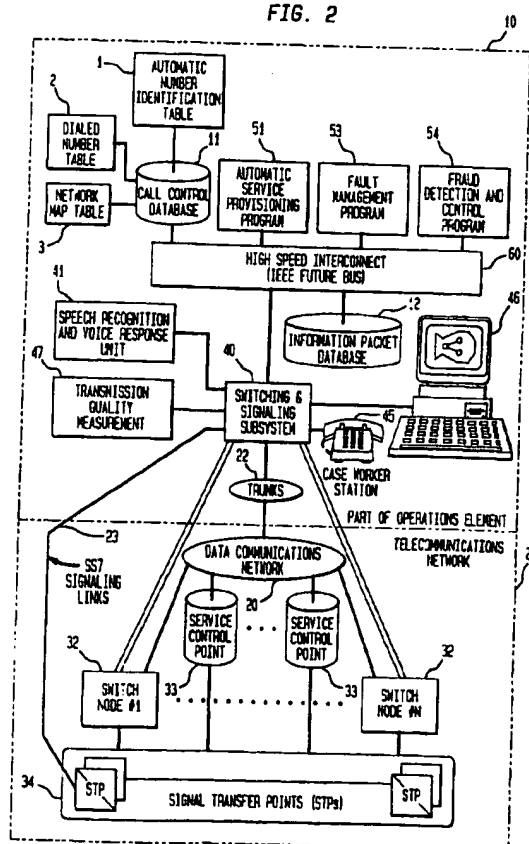 FIG. 2
10
1
AUTOMATIC
NUMBER
IDENTIFICATION
TABLE
2
DIALED
NUMBER
TABLE
11
CALL CONTROL
DATABASE
NETWORK
MAP TABLE
3
51
AUTOMATIC
SERVICE
PROVISIONING
PROGRAM
53
FAULT
MANAGEMENT
PROGRAM
54
FRAUD
DETECTION AND
CONTROL
PROGRAM
HIGH SPEED INTERCONNECT
(IEEE FUTURE BUS)
60
41
SPEECH RECOGNITION
AND VOICE RESPONSE
UNIT
12
INFORMATION PACKET
DATABASE
46
47
TRANSMISSION
QUALITY
MEASUREMENT
40
SWITCHING &
SIGNALING
SUBSYSTEM
45
CASE WORKER
STATION
22
TRUNKS
PART OF OPERATIONS ELEMENT
23
TELECOMMUNICATIONS
NETWORK
SS7
SIGNALING
LINKS
DATA COMMUNICATIONS
NETWORK
20
SERVICE
CONTROL
POINT
33
SERVICE
CONTROL
POINT
33
32
SWITCH
NODE #1
32
SWITCH
NODE #N
34
STP
SIGNAL TRANSFER POINTS (STPs)
STP